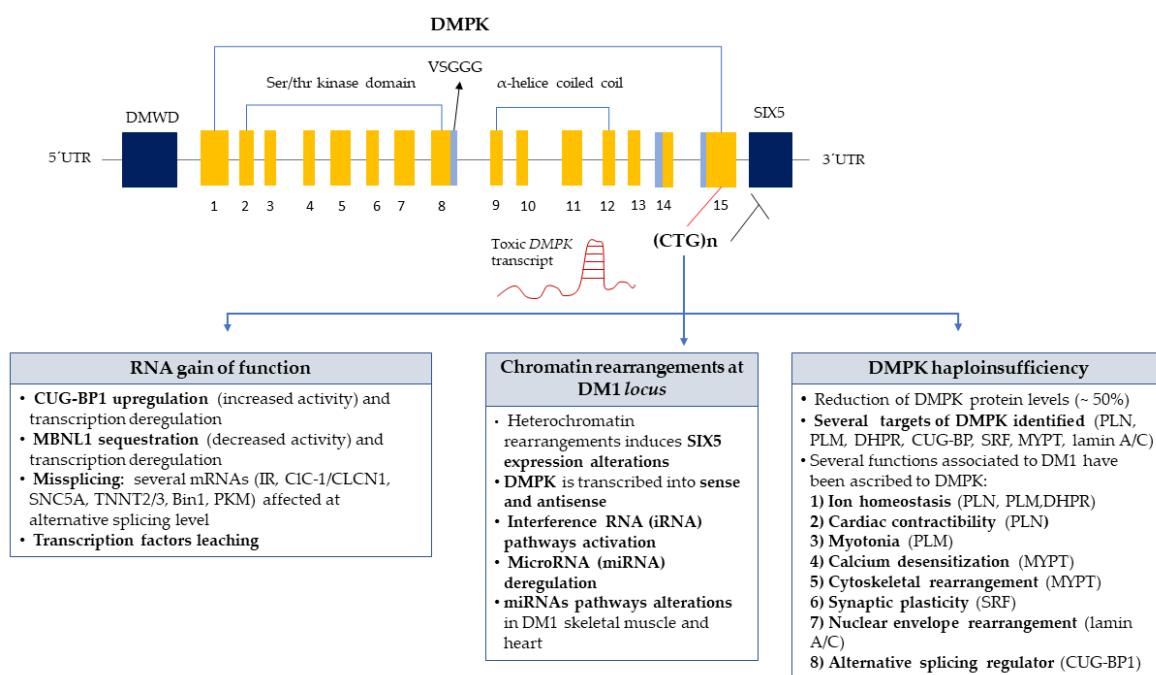 DMPK
VSGGG
Ser/thr kinase domain
α-helice coiled coil
DMWD
SIX5
5´UTR
3´UTR
1 2 3 4 5 6 7 8 9 10 11 12 13 14 15
(CTG)n
Toxic DMPK
transcript
RNA gain of function
• CUG-BP1 upregulation (increased activity) and
transcription deregulation
• MBNL1 sequestration (decreased activity) and
transcription deregulation
• Missplicing: several mRNAs (IR, ClC-1/CLCN1,
SNC5A, TNNT2/3, Bin1, PKM) affected at
alternative splicing level
• Transcription factors leaching
Chromatin rearrangements at
DM1 locus
• Heterochromatin
rearrangements induces SIX5
expression alterations
• DMPK is transcribed into sense
and antisense
• Interference RNA (iRNA)
pathways activation
• MicroRNA (miRNA)
deregulation
• miRNAs pathways alterations
in DM1 skeletal muscle and
heart
DMPK haploinsufficiency
• Reduction of DMPK protein levels (~ 50%)
• Several targets of DMPK identified (PLN,
PLM, DHPR, CUG-BP, SRF, MYPT, lamin A/C)
• Several functions associated to DM1 have
been ascribed to DMPK:
1) Ion homeostasis (PLN, PLM,DHPR)
2) Cardiac contractibility (PLN)
3) Myotonia (PLM)
4) Calcium desensitization (MYPT)
5) Cytoskeletal rearrangement (MYPT)
6) Synaptic plasticity (SRF)
7) Nuclear envelope rearrangement (lamin
A/C)
8) Alternative splicing regulator (CUG-BP1)